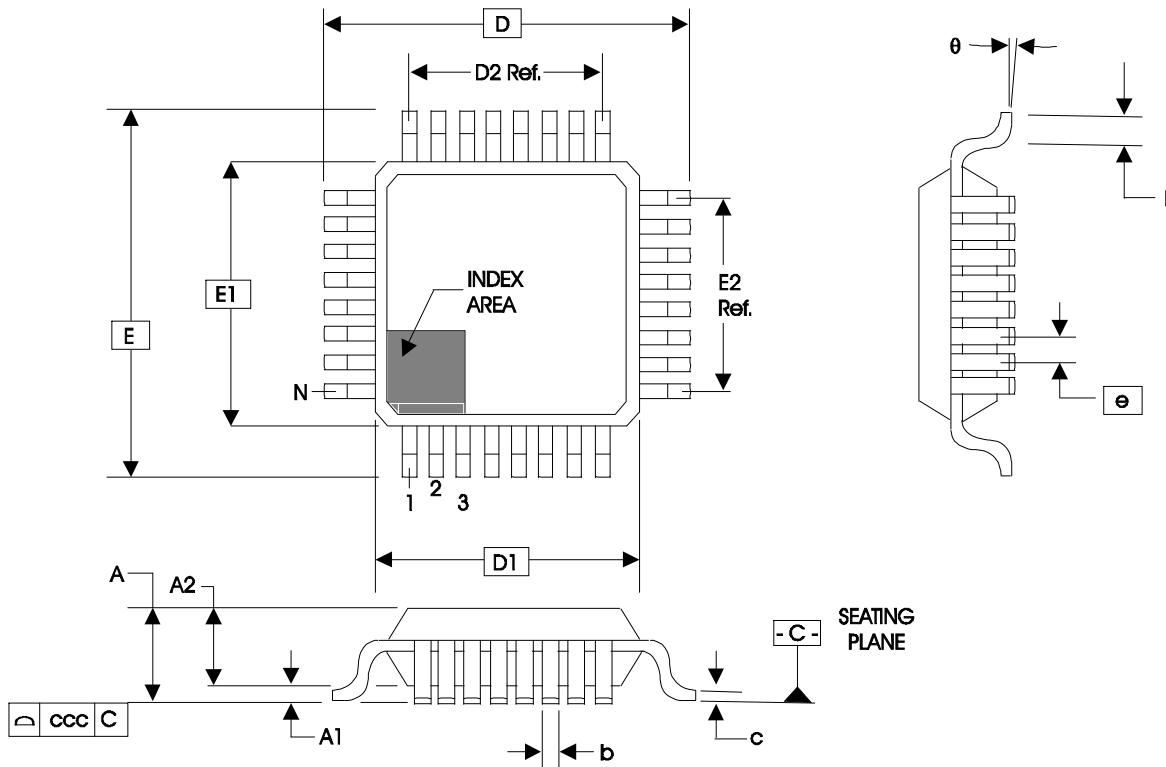 D
D2 Ref.
θ
E
E1
INDEX
AREA
E2
Ref.
N
e
1
2
3
D1
A
A2
- C -
SEATING
PLANE
ccc C
A1
b
c